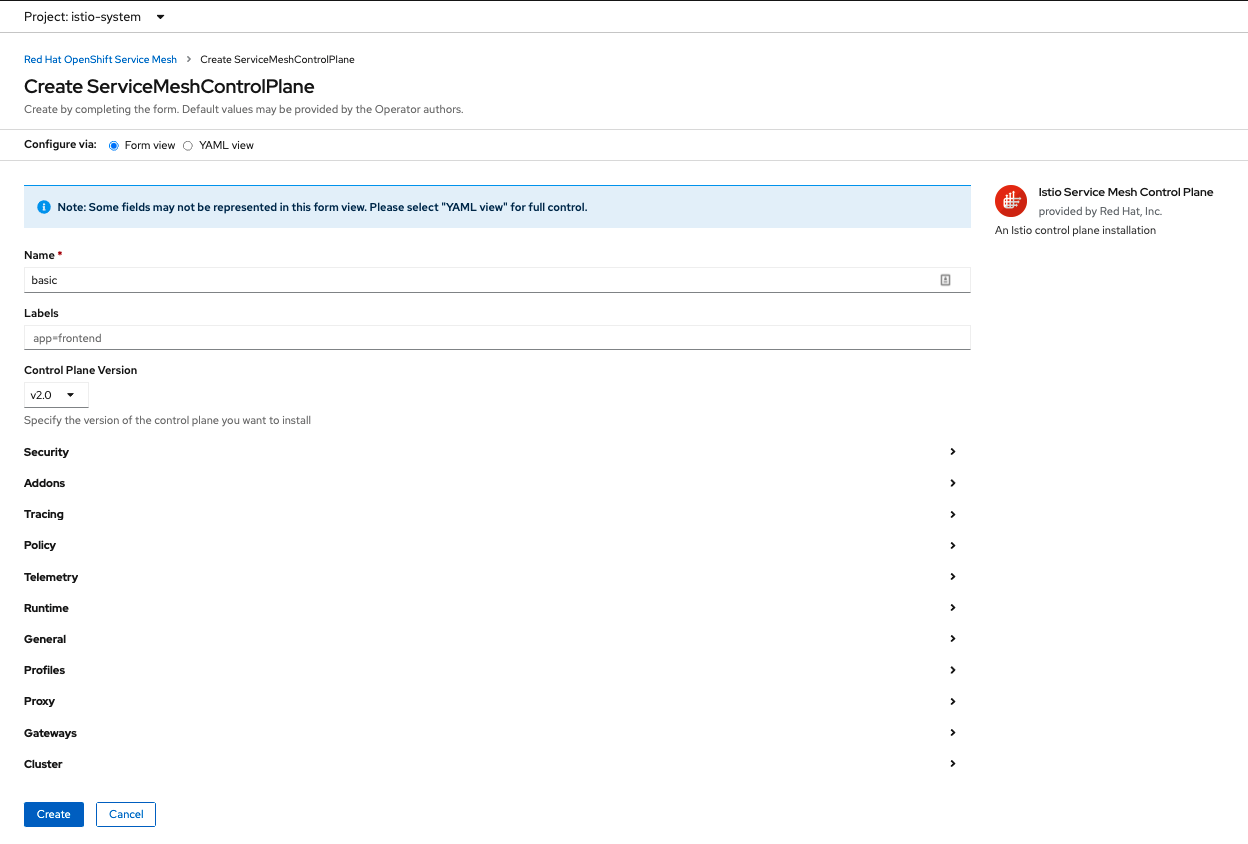 Project: istio-system
Red Hat OpenShift Service Mesh > Create ServiceMeshControlPlane
Create ServiceMeshControlPlane
Create by completing the form. Default values may be provided by the Operator authors.
Configure via: Form view YAML view
Note: Some fields may not be represented in this form view. Please select "YAML view" for full control.
Istio Service Mesh Control Plane
provided by Red Hat, Inc.
An Istio control plane installation
Name *
basic
Labels
app=frontend
Control Plane Version
v2.0
Specify the version of the control plane you want to install
Security
Addons
Tracing
Policy
Telemetry
Runtime
General
Profiles
Proxy
Gateways
Cluster
Create Cancel